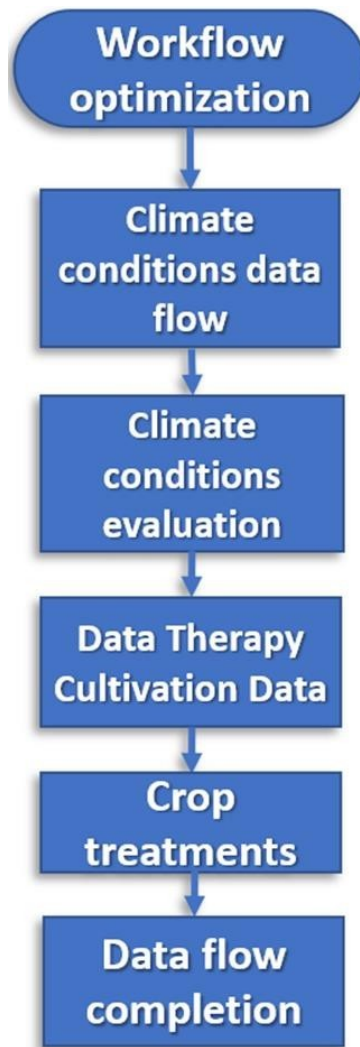 Workflow
optimization
Climate
conditions data
flow
Climate
conditions
evaluation
Data Therapy
Cultivation Data
Crop
treatments
Data flow
completion